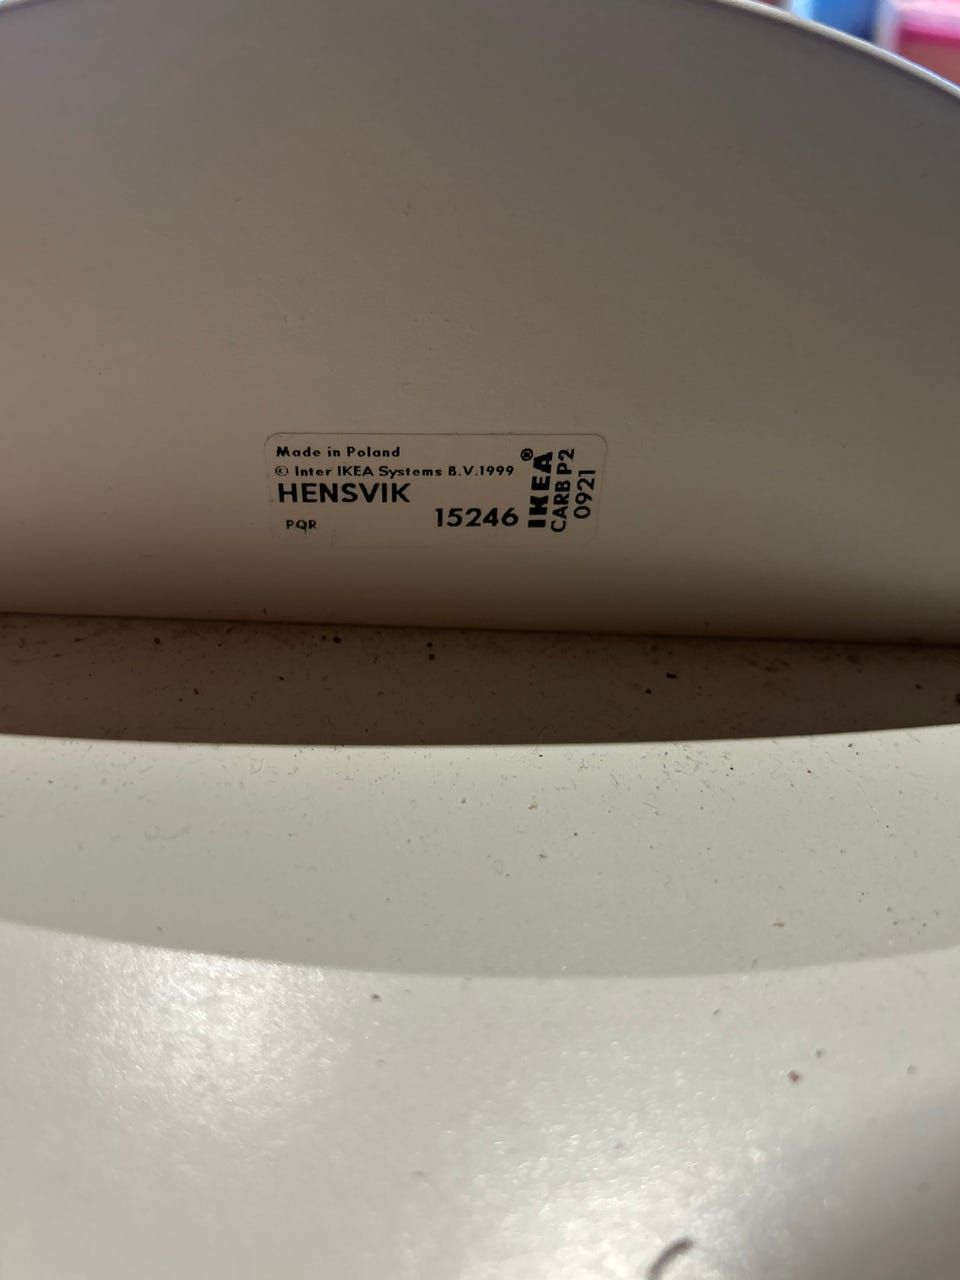 Made in Poland
© Inter IKEA Systems B.V.1999
HENSVIK
PQR
15246
IKEA®
CARB P2
0921